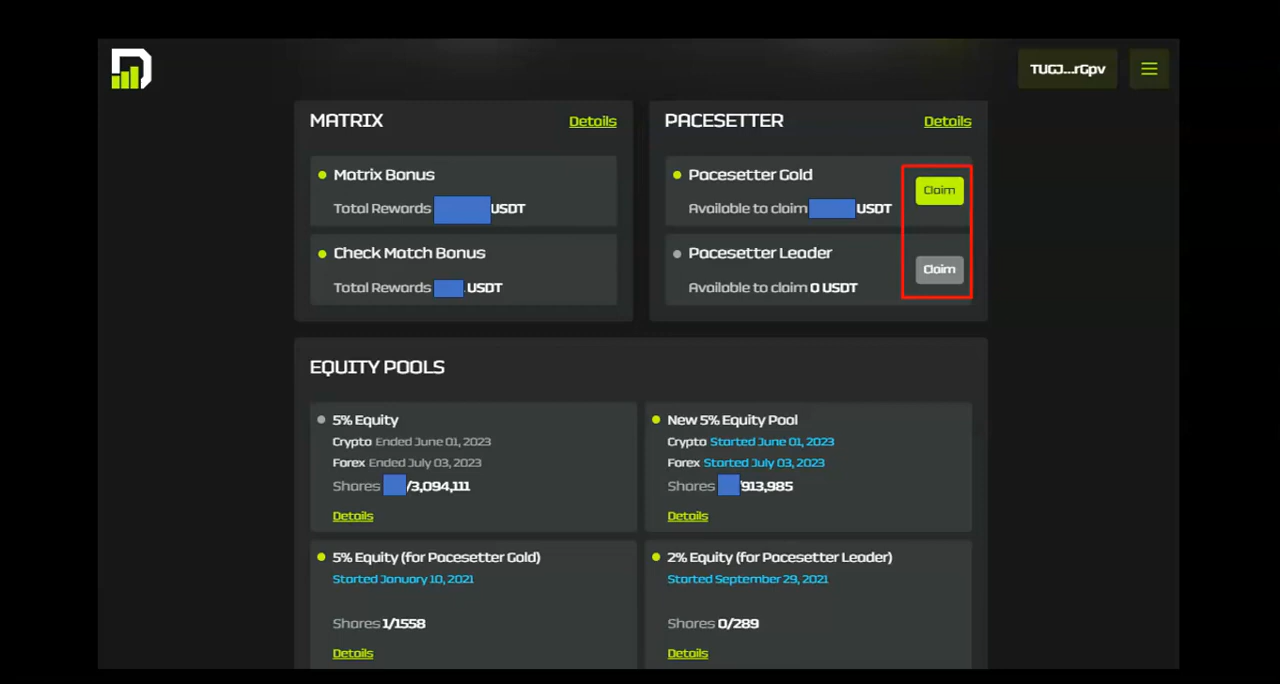 TUGJ...rGpv
MATRIX
Details
Matrix Bonus
Total Rewards USDT
Check Match Bonus
Total Rewards USDT
PACESETTER
Details
Pacesetter Gold
Available to claim USDT
Claim
Pacesetter Leader
Available to claim 0 USDT
Claim
EQUITY POOLS
5% Equity
Crypto Ended June 01, 2023
Forex Ended July 03, 2023
Shares /3,094,111
Details
New 5% Equity Pool
Crypto Started June 01, 2023
Forex Started July 03, 2023
Shares /913,985
Details
5% Equity (for Pacesetter Gold)
Started January 10, 2021
Shares 1/1558
Details
2% Equity (for Pacesetter Leader)
Started September 29, 2021
Shares 0/289
Details